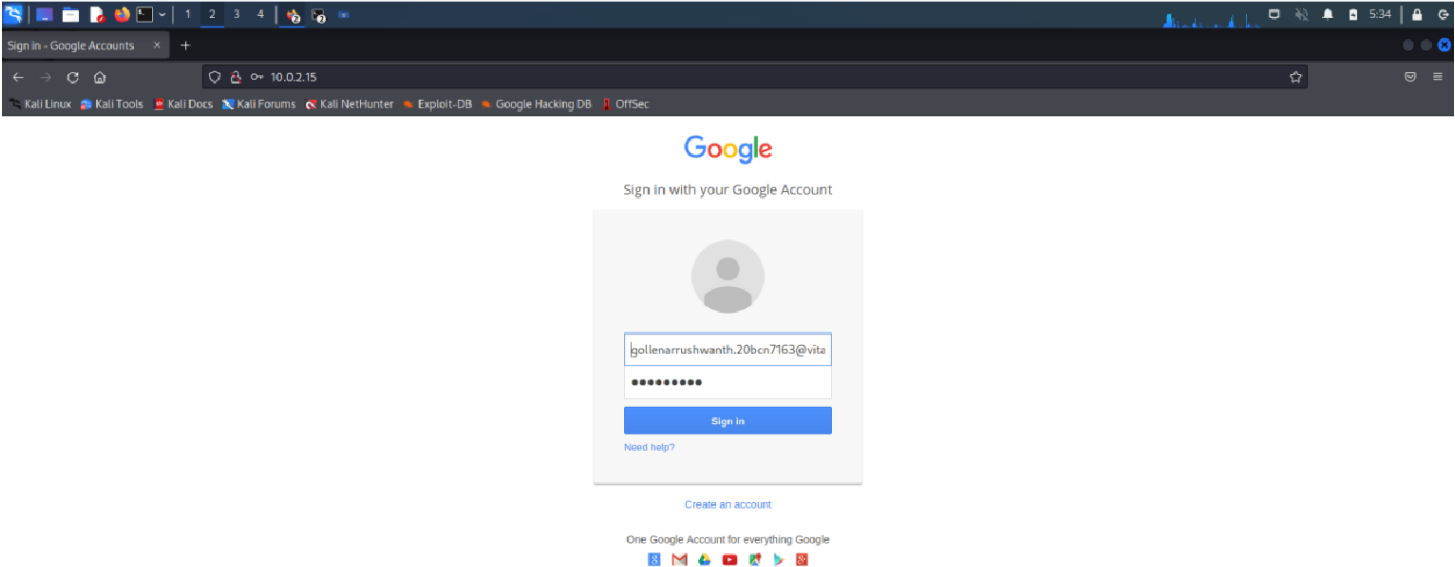 1 2 3 4 5:34
Sign in - Google Accounts
10.0.2.15
Kali Linux Kali Tools Kali Docs Kali Forums Kali NetHunter Exploit-DB Google Hacking DB OffSec
Google
Sign in with your Google Account
gollenarrushwanth.20bcn7163@vita
Sign in
Need help?
Create an account
One Google Account for everything Google